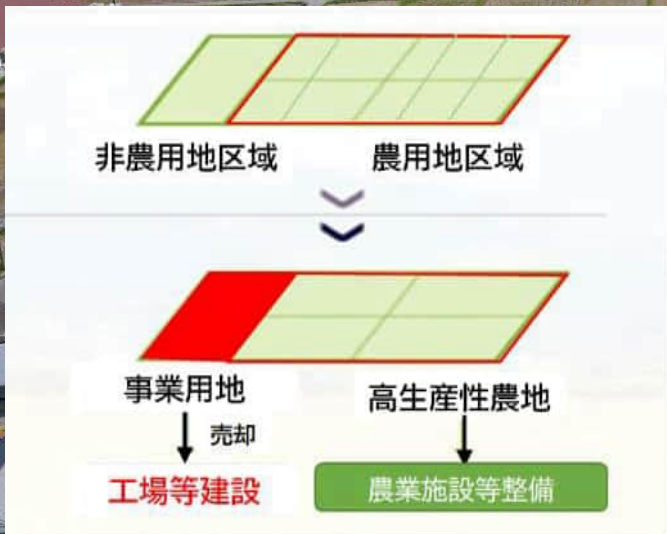 非農用地区域
農用地区域
事業用地
高生産性農地
売却
工場等建設
農業施設等整備